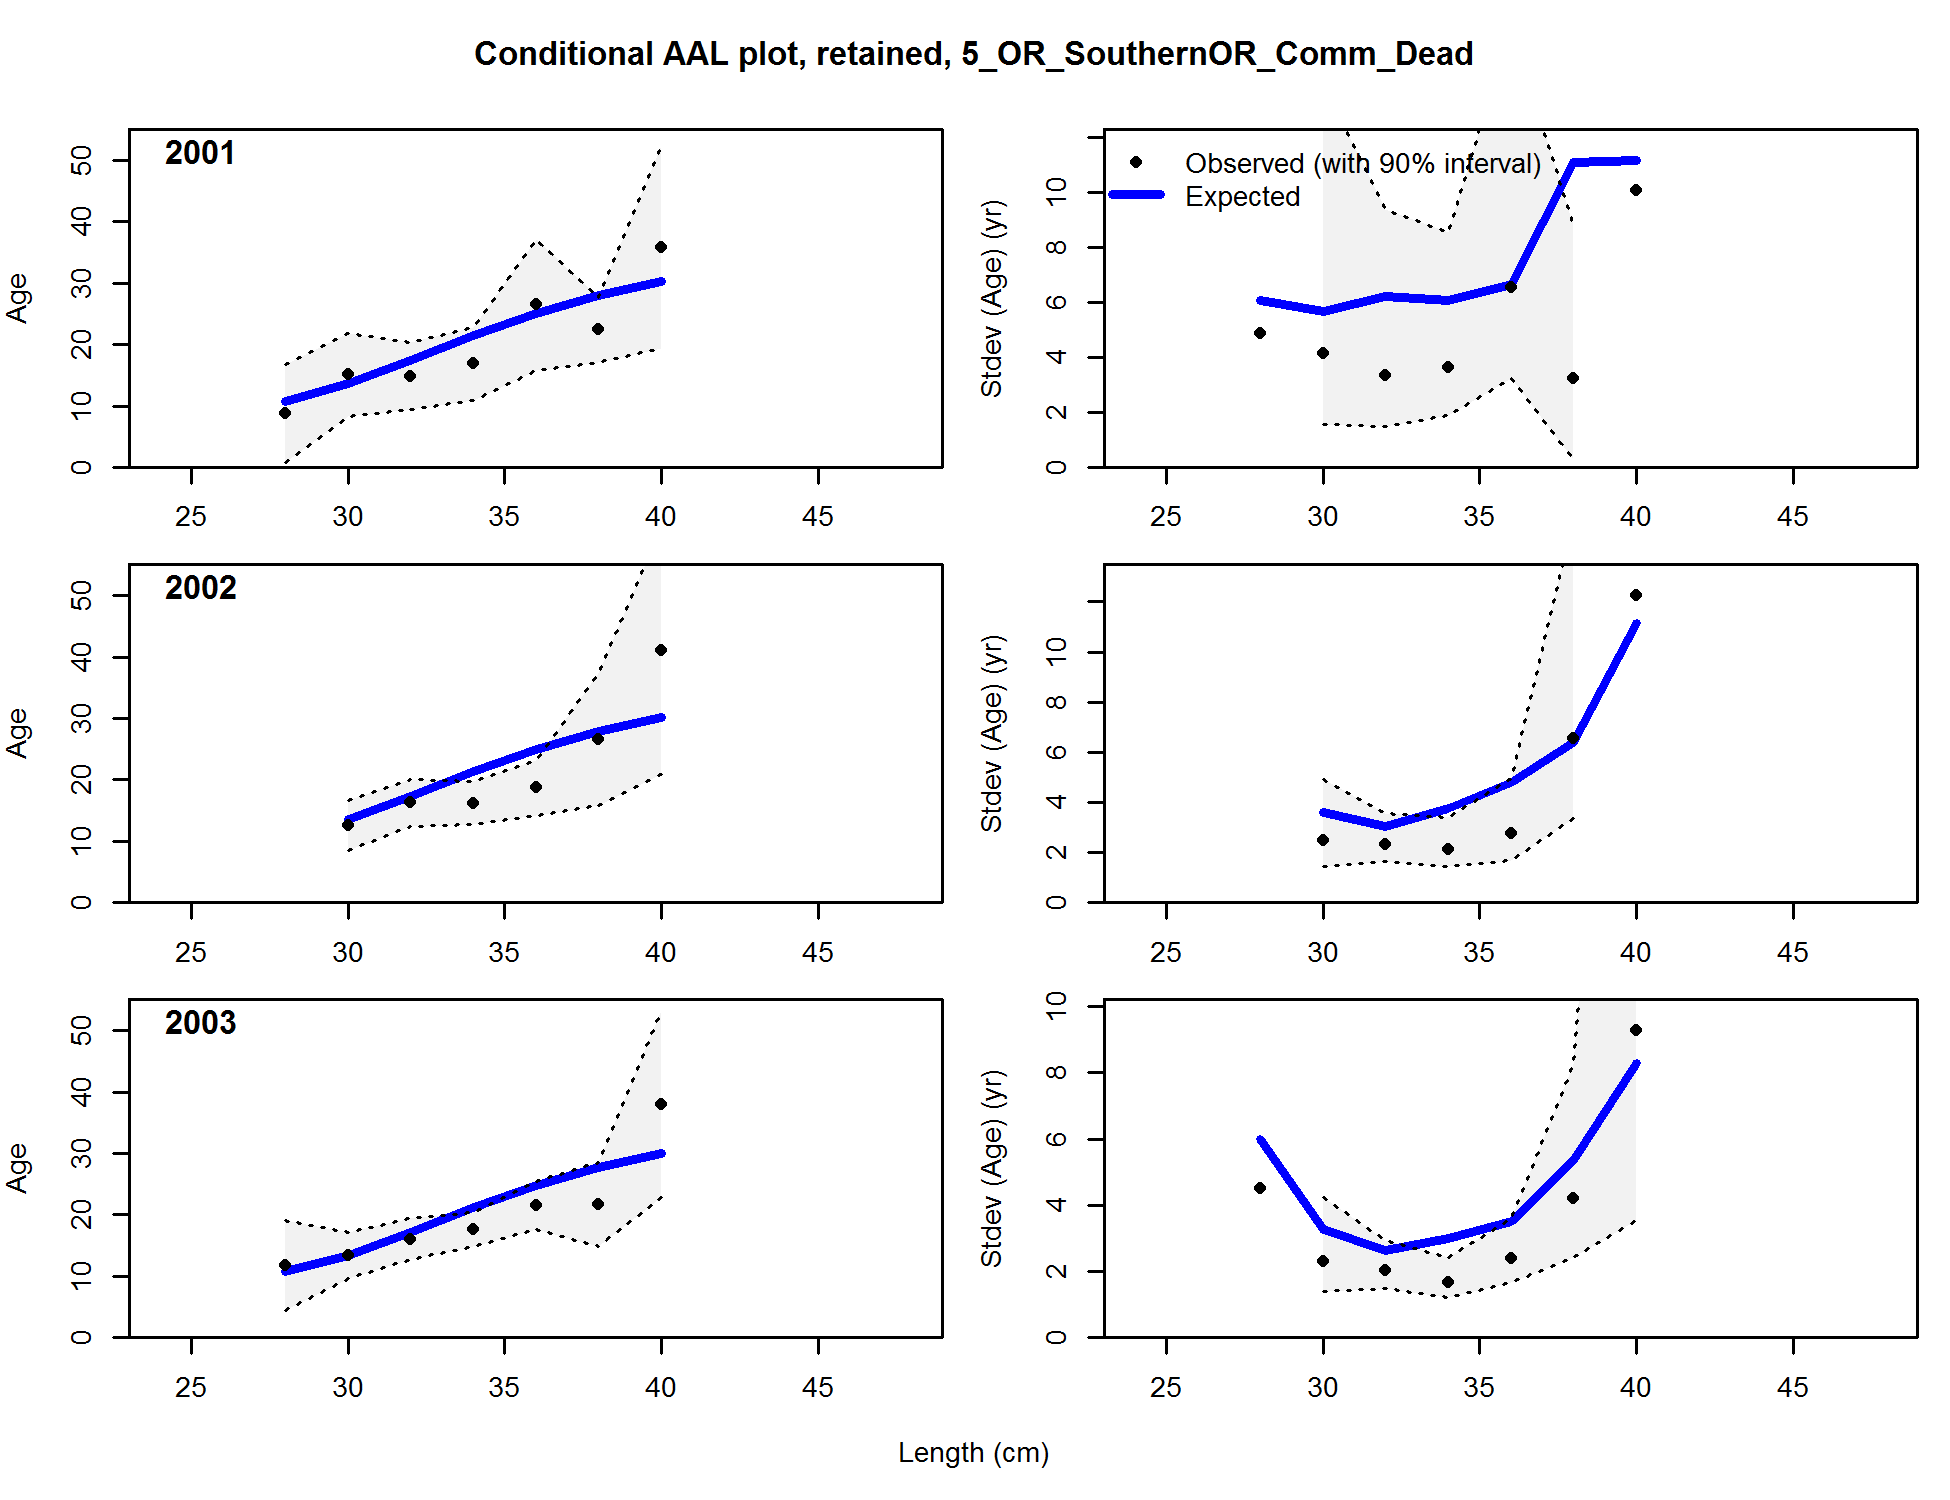 Conditional AAL plot, retained, 5_OR_SouthernOR_Comm_Dead
2001
Age
0 10 20 30 40 50
25 30 35 40 45
Observed (with 90% interval)
Expected
Stdev (Age) (yr)
0 2 4 6 8 10
25 30 35 40 45
2002
Age
0 10 20 30 40 50
25 30 35 40 45
Stdev (Age) (yr)
0 2 4 6 8 10
25 30 35 40 45
2003
Age
0 10 20 30 40 50
25 30 35 40 45
Stdev (Age) (yr)
0 2 4 6 8 10
25 30 35 40 45
Length (cm)